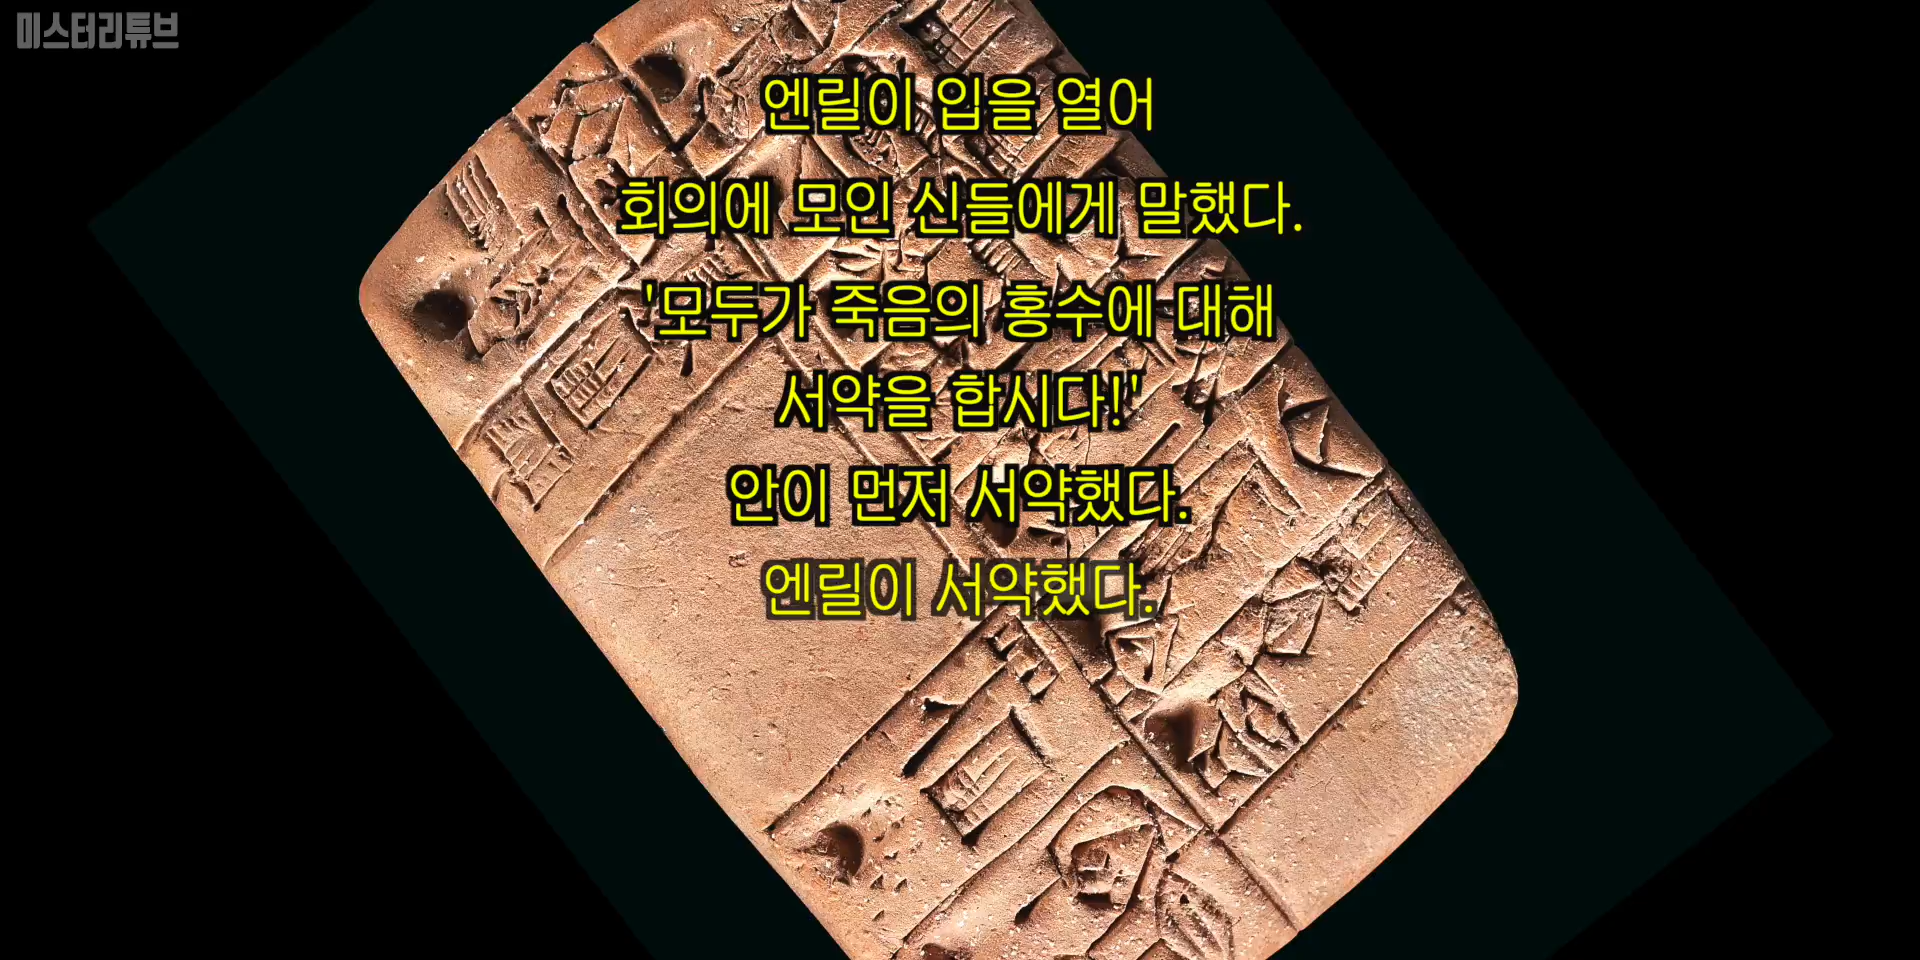 미스터리튜브
엔릴이 입을 열어
회의에 모인 신들에게 말했다.
'모두가 죽음의 홍수에 대해
서약을 합시다!'
안이 먼저 서약했다.
엔릴이 서약했다.